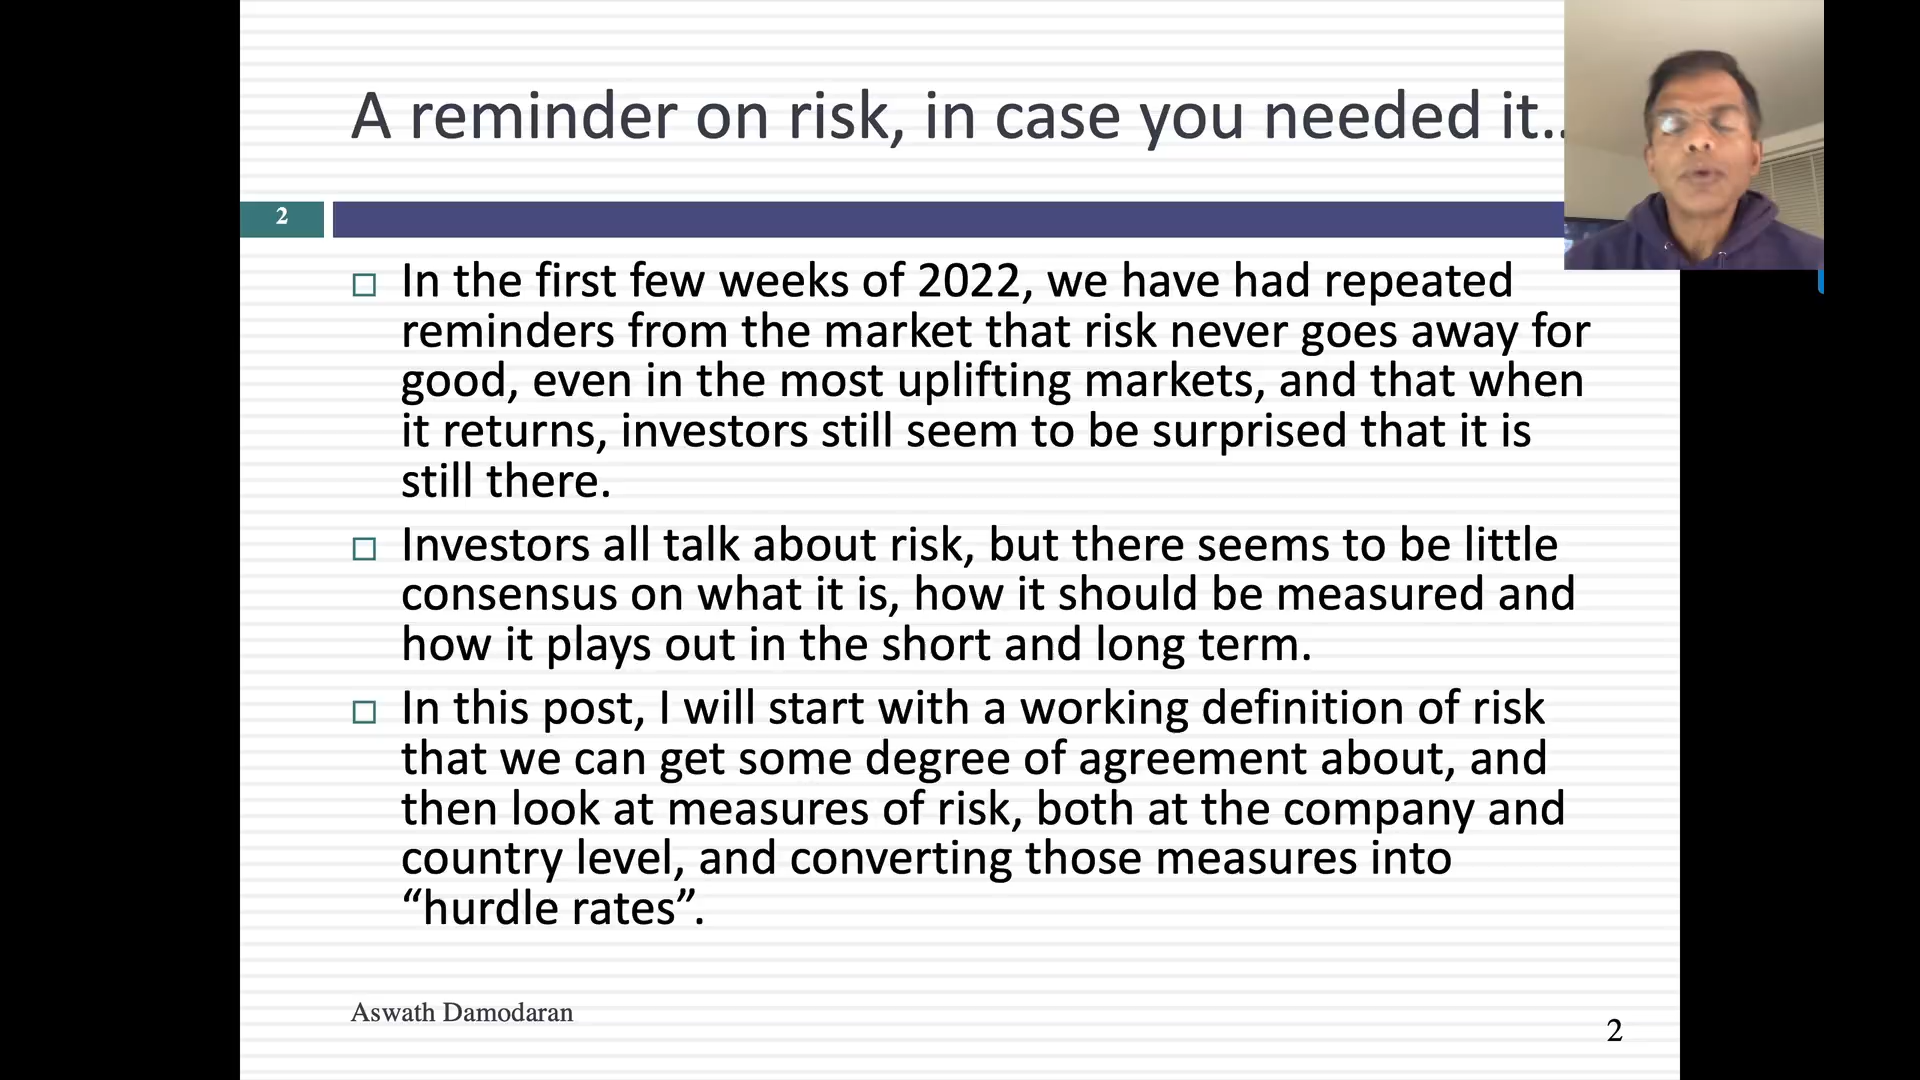 A reminder on risk, in case you needed it..
2
In the first few weeks of 2022, we have had repeated
reminders from the market that risk never goes away for
good, even in the most uplifting markets, and that when
it returns, investors still seem to be surprised that it is
still there.
Investors all talk about risk, but there seems to be little
consensus on what it is, how it should be measured and
how it plays out in the short and long term.
In this post, I will start with a working definition of risk
that we can get some degree of agreement about, and
then look at measures of risk, both at the company and
country level, and converting those measures into
“hurdle rates”.
Aswath Damodaran
2